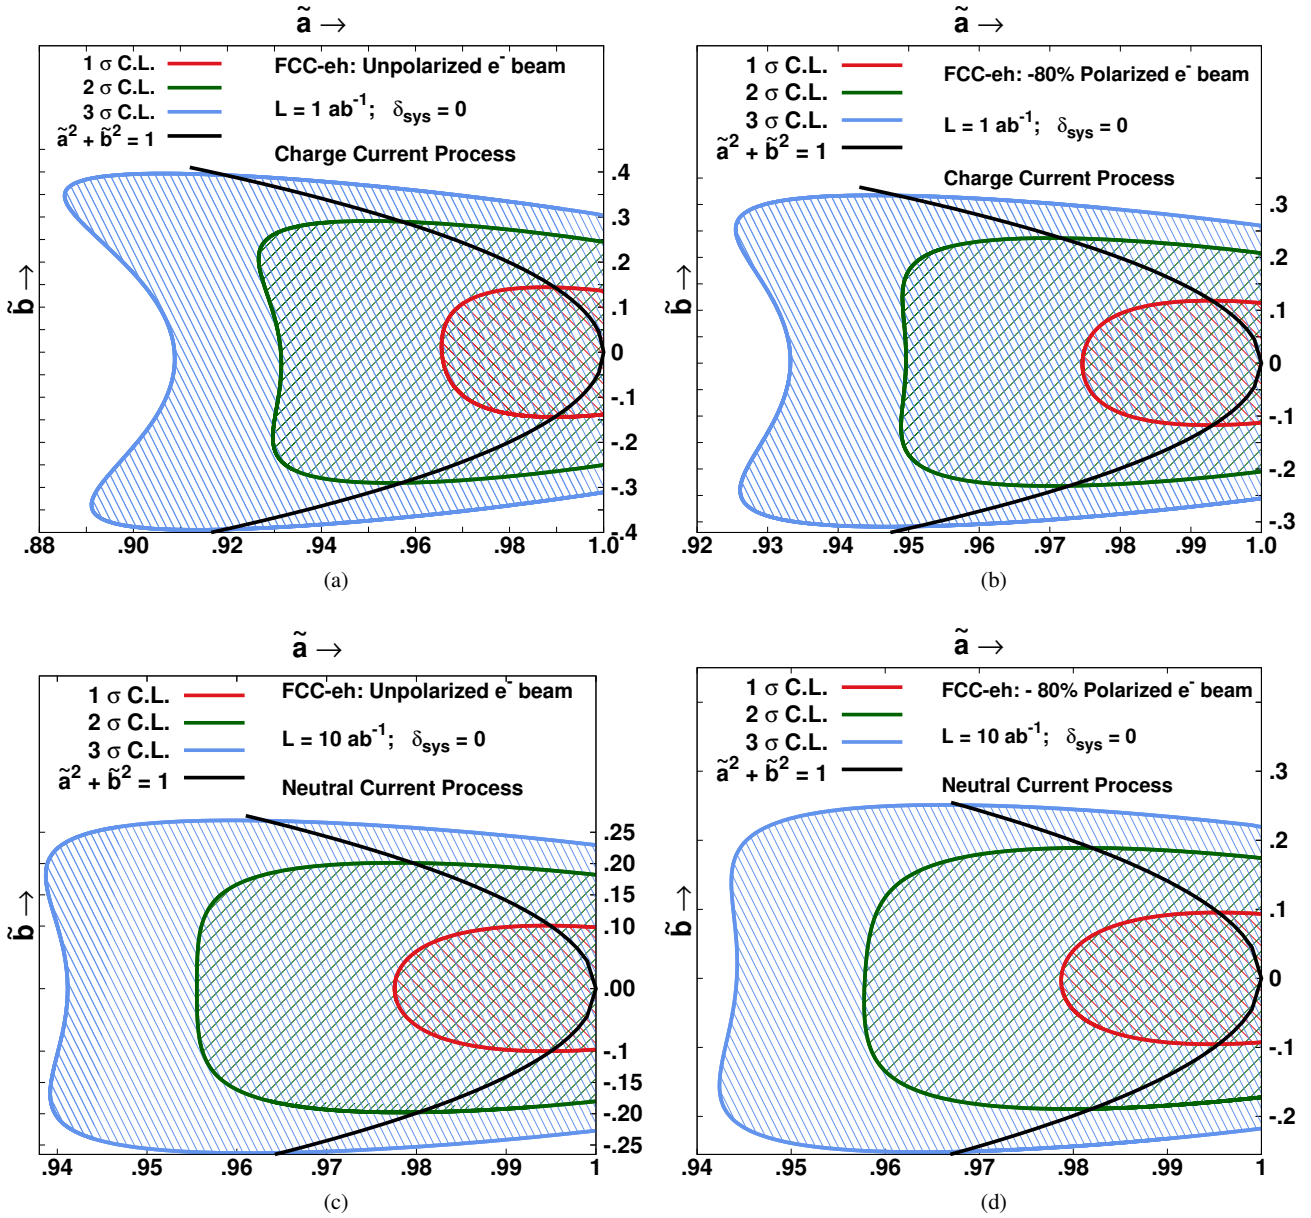 ã →
1 σ C.L.
2 σ C.L.
3 σ C.L.
ã² + b̃² = 1
FCC-eh: Unpolarized e⁻ beam
L = 1 ab⁻¹; δsys = 0
Charge Current Process
b̃ →
.4
.3
.2
.1
0
-.1
-.2
-.3
-.4
.88 .90 .92 .94 .96 .98 1.0
(a)
ã →
1 σ C.L.
2 σ C.L.
3 σ C.L.
ã² + b̃² = 1
FCC-eh: -80% Polarized e⁻ beam
L = 1 ab⁻¹; δsys = 0
Charge Current Process
b̃ →
.3
.2
.1
0
-.1
-.2
-.3
.92 .93 .94 .95 .96 .97 .98 .99 1.0
(b)
ã →
1 σ C.L.
2 σ C.L.
3 σ C.L.
ã² + b̃² = 1
FCC-eh: Unpolarized e⁻ beam
L = 10 ab⁻¹; δsys = 0
Neutral Current Process
b̃ →
.25
.20
.15
.10
.00
-.1
-.15
-.20
-.25
.94 .95 .96 .97 .98 .99 1
(c)
ã →
1 σ C.L.
2 σ C.L.
3 σ C.L.
ã² + b̃² = 1
FCC-eh: - 80% Polarized e⁻ beam
L = 10 ab⁻¹; δsys = 0
Neutral Current Process
b̃ →
.3
.2
.1
0
-.1
-.2
.94 .95 .96 .97 .98 .99 1
(d)